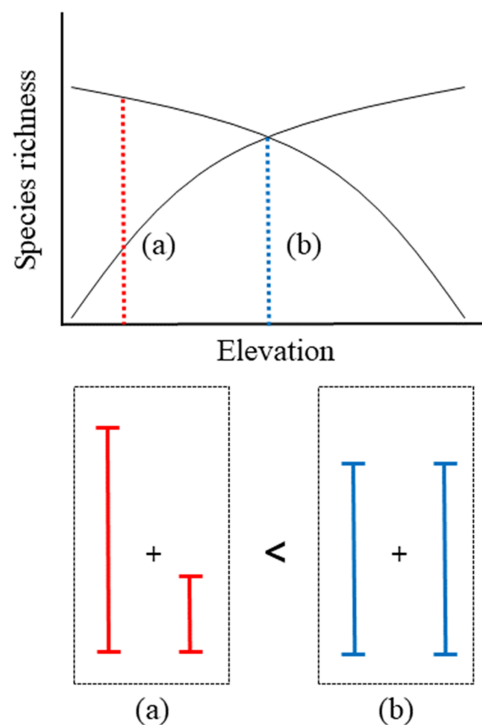 Species richness
(a)
(b)
Elevation
+
<
+
(a)
(b)